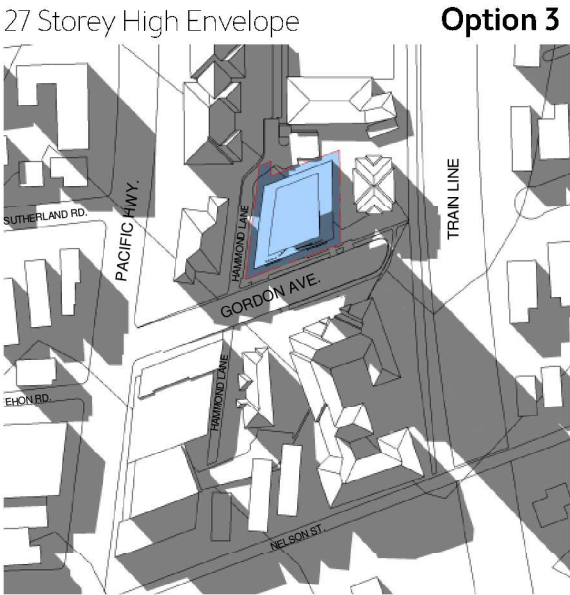 27 Storey High Envelope
Option 3
SUTHERLAND RD.
PACIFIC HWY.
HAMMOND LANE
TRAIN LINE
GORDON AVE.
HAMMOND LANE
EHON RD.
NELSON ST.